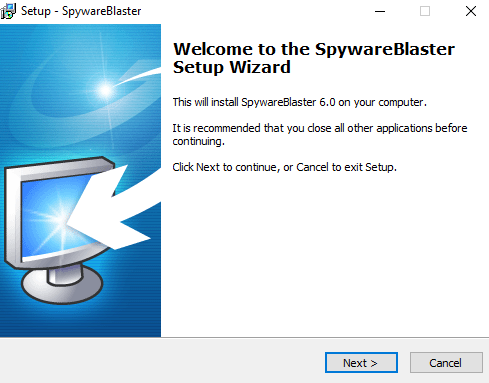 Setup - SpywareBlaster
Welcome to the SpywareBlaster
Setup Wizard
This will install SpywareBlaster 6.0 on your computer.
It is recommended that you close all other applications before
continuing.
Click Next to continue, or Cancel to exit Setup.
Next >
Cancel